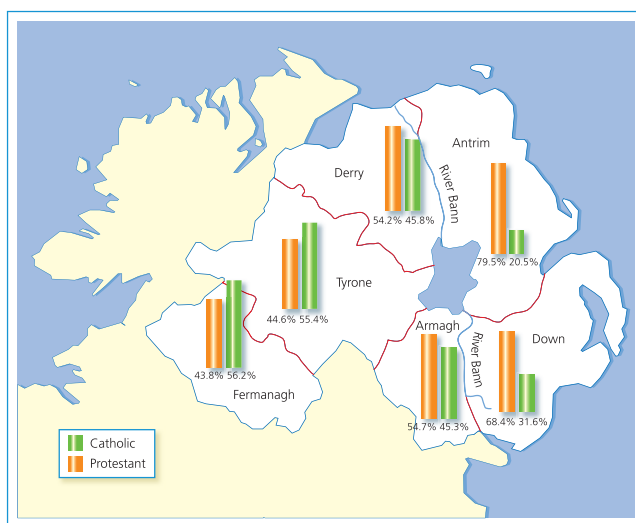 Antrim
Derry
River Bann
54.2% 45.8%
79.5% 20.5%
Tyrone
44.6% 55.4%
Armagh
River Bann
Down
43.8% 56.2%
Fermanagh
54.7% 45.3%
68.4% 31.6%
Catholic
Protestant